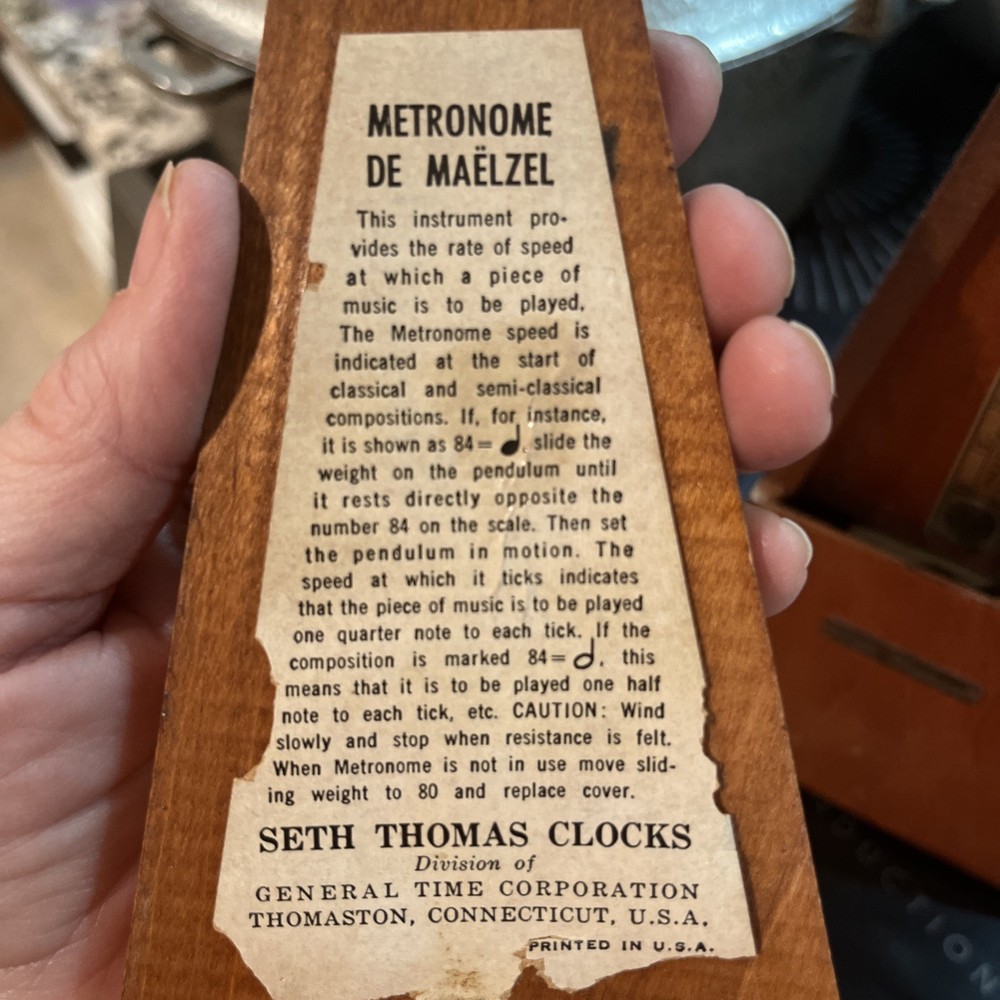 METRONOME
DE MAËLZEL
This instrument pro-
vides the rate of speed
at which a piece of
music is to be played.
The Metronome speed is
indicated at the start of
classical and semi-classical
compositions. If, for instance,
it is shown as 84=♩, slide the
weight on the pendulum until
it rests directly opposite the
number 84 on the scale. Then set
the pendulum in motion. The
speed at which it ticks indicates
that the piece of music is to be played
one quarter note to each tick. If the
composition is marked 84=𝅗𝅥, this
means that it is to be played one half
note to each tick, etc. CAUTION: Wind
slowly and stop when resistance is felt.
When Metronome is not in use move slid-
ing weight to 80 and replace cover.
SETH THOMAS CLOCKS
Division of
GENERAL TIME CORPORATION
THOMASTON, CONNECTICUT, U.S.A.
PRINTED IN U.S.A.